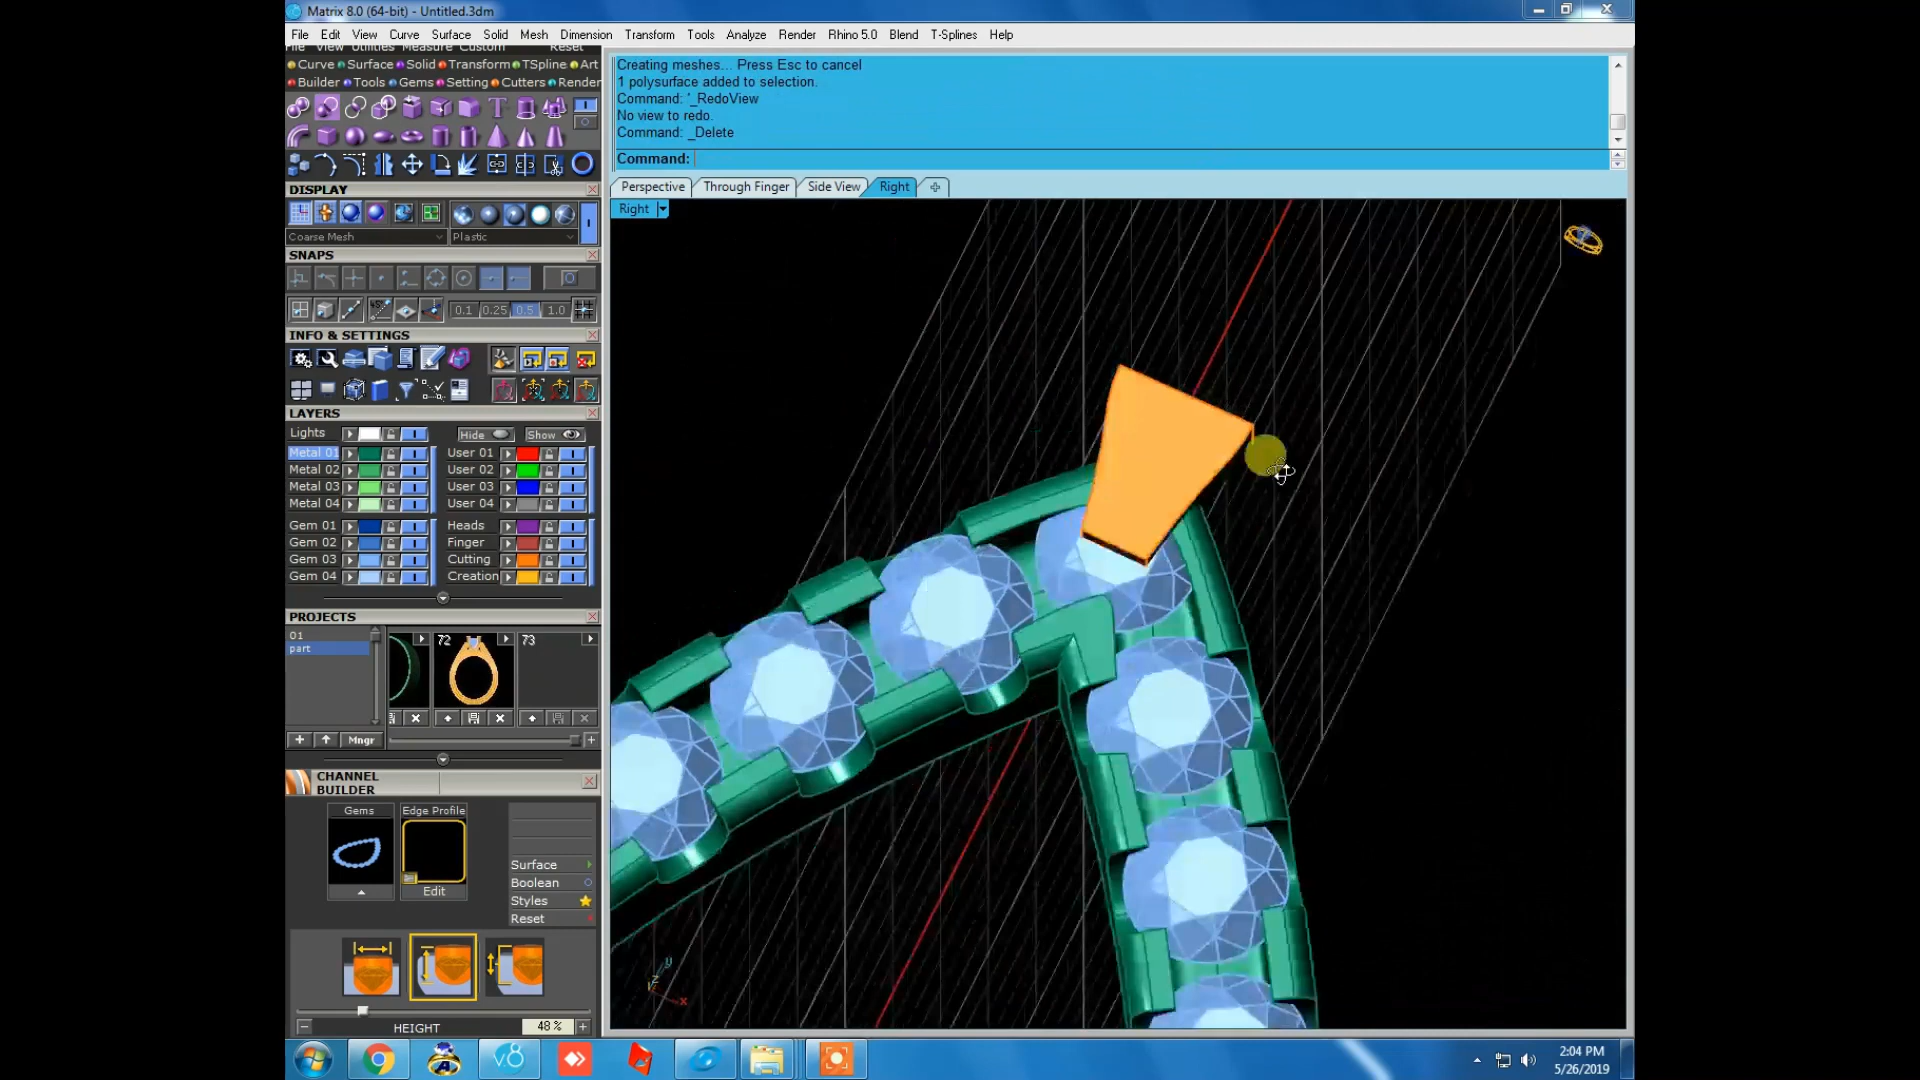 Matrix 8.0 (64-bit) - Untitled.3dm
File Edit View Curve Surface Solid Mesh Dimension Transform Tools Analyze Render Rhino 5.0 Blend T-Splines Help
File View Utilities Measure Custom Reset
Curve Surface Solid Transform TSpline Art
Builder Tools Gems Setting Cutters Render
Creating meshes... Press Esc to cancel
1 polysurface added to selection.
Command: '_RedoView
No view to redo.
Command: _Delete
Command:
Perspective Through Finger Side View Right
Right
DISPLAY
Coarse Mesh Plastic
SNAPS
0.1 0.25 0.5 1.0
INFO & SETTINGS
LAYERS
Lights Hide Show
Metal 01 User 01
Metal 02 User 02
Metal 03 User 03
Metal 04 User 04
Gem 01 Heads
Gem 02 Finger
Gem 03 Cutting
Gem 04 Creation
PROJECTS
01
part
72 73
Mngr
CHANNEL
BUILDER
Gems Edge Profile
Edit
Surface
Boolean
Styles
Reset
HEIGHT 48 %
y
z
x
2:04 PM
5/26/2019